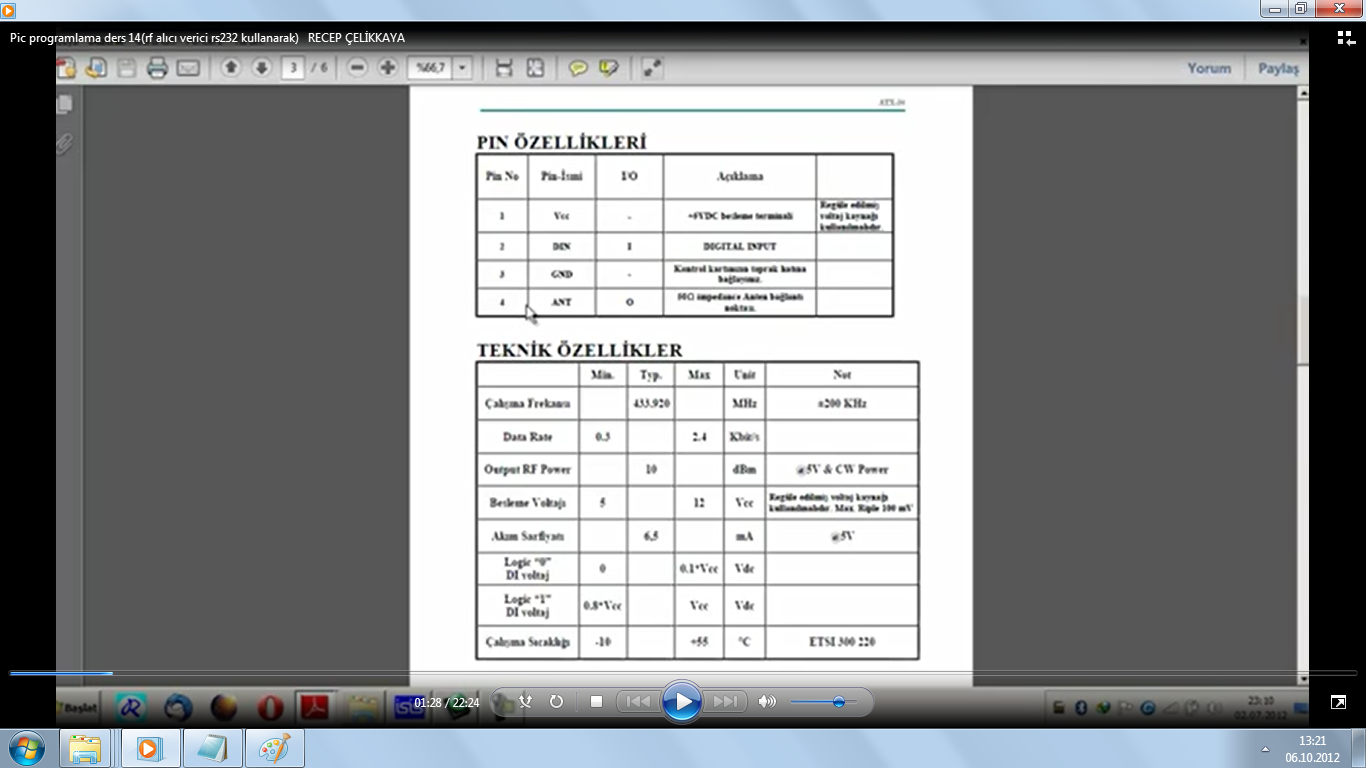 Pic programlama ders 14(rf alıcı verici rs232 kullanarak) RECEP ÇELİKKAYA
3 / 6 %66,7 Yorum Paylaş
PIN ÖZELLİKLERİ
Pin No Pin-İsmi I/O Açıklama
1 Vcc - +5VDC besleme terminali Regüle edilmiş
voltaj kaynağı
kullanılmalıdır.
2 DIN I DIGITAL INPUT
3 GND - Kontrol kartınızın toprak hattına
bağlayınız.
4 ANT O 50Ω impedance Anten bağlantı
noktası.
TEKNİK ÖZELLİKLER
Min. Typ. Max Unit Not
Çalışma Frekansı 433.920 MHz ±200 KHz
Data Rate 0.3 2.4 Kbit/s
Output RF Power 10 dBm @5V & CW Power
Besleme Voltajı 5 12 Vcc Regüle edilmiş voltaj kaynağı
kullanılmalıdır. Max. Riple 100 mV
Akım Sarfiyatı 6,5 mA @5V
Logic "0"
DI voltaj 0 0.1*Vcc Vdc
Logic "1"
DI voltaj 0.8*Vcc Vcc Vdc
Çalışma Sıcaklığı -10 +55 °C ETSI 300 220
Başlat 01:28 / 22:24 23:10
02.07.2012
13:21
06.10.2012